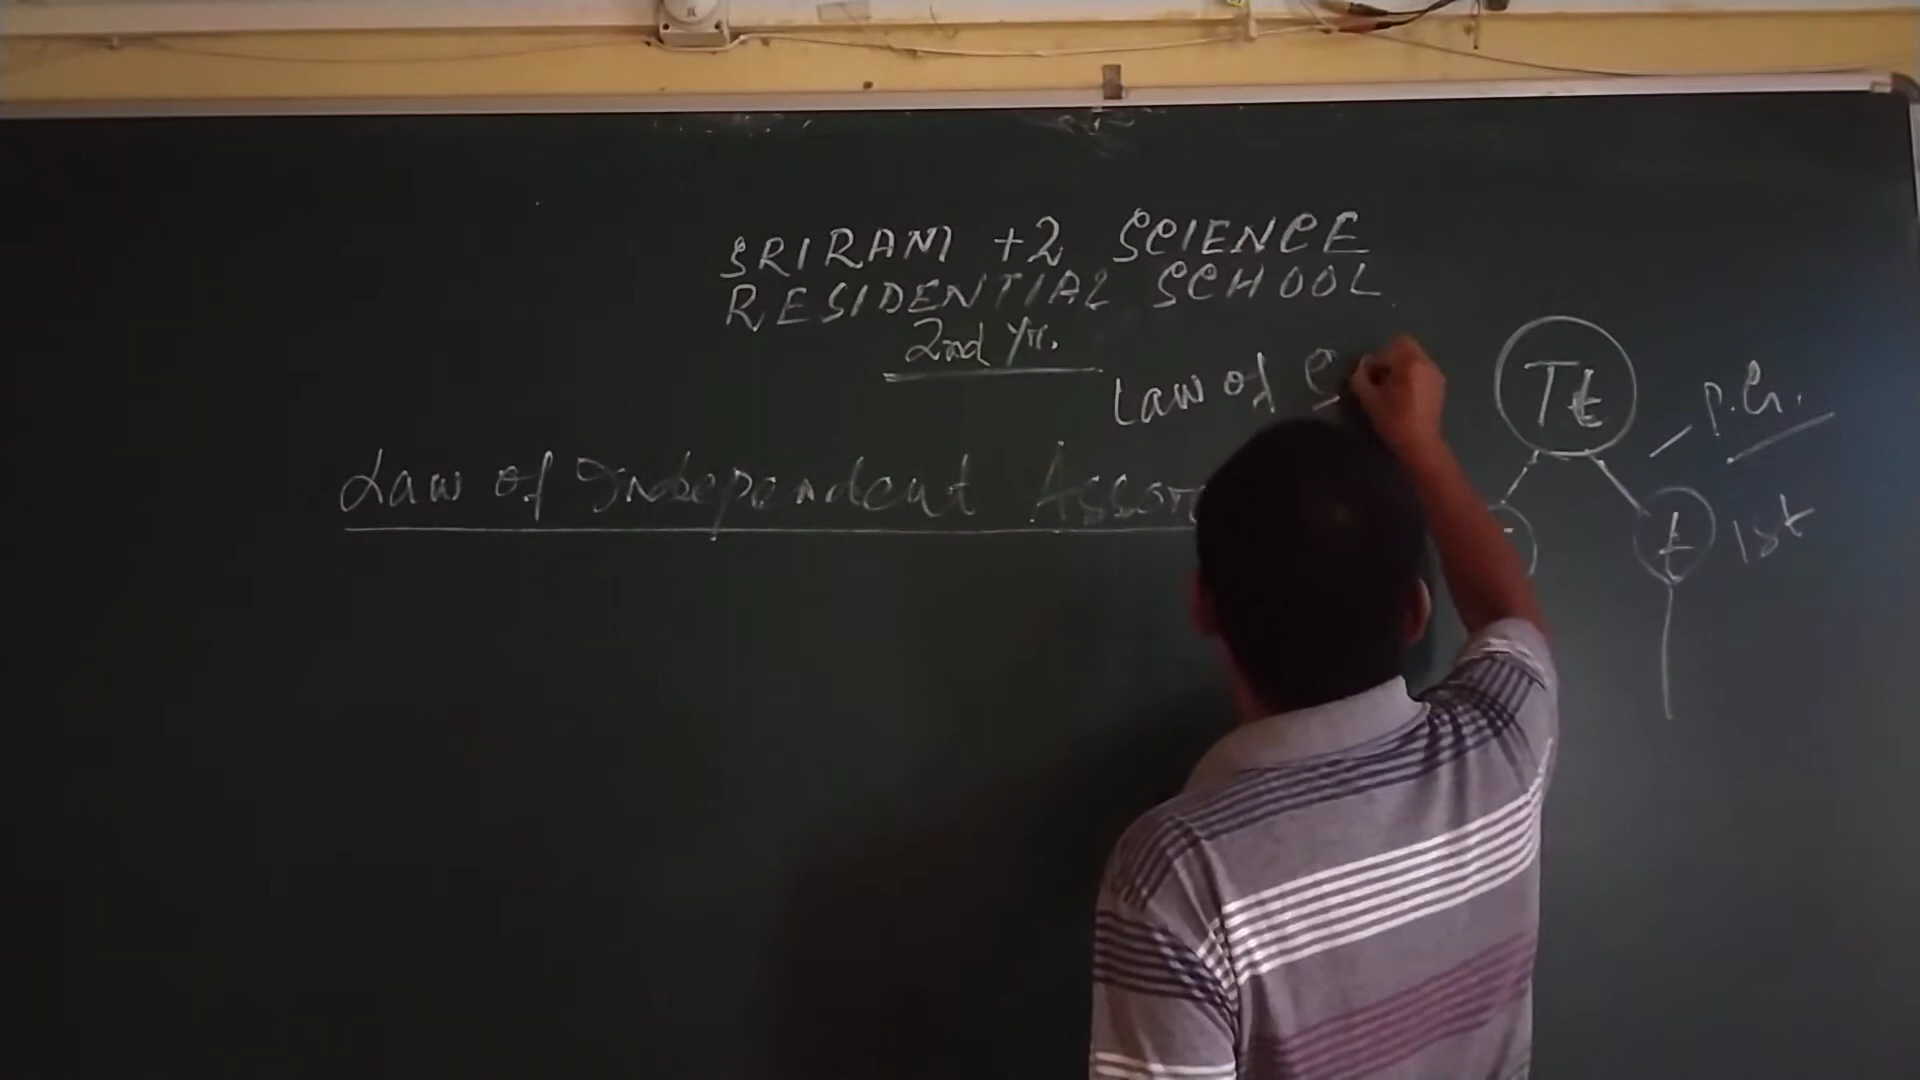 SRIRAM +2 SCIENCE
RESIDENTIAL SCHOOL
2nd Yr.
Law of
Law of Independent
Tt
P.G.
t
1st